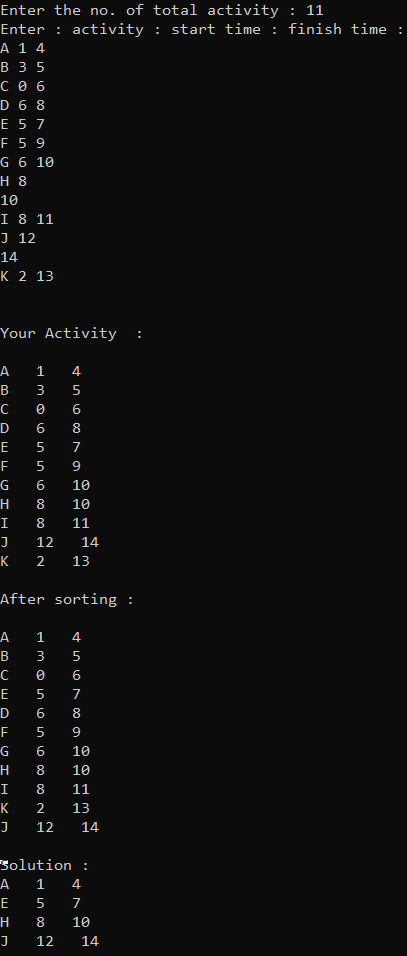 Enter the no. of total activity : 11
Enter : activity : start time : finish time :
A 1 4
B 3 5
C 0 6
D 6 8
E 5 7
F 5 9
G 6 10
H 8
10
I 8 11
J 12
14
K 2 13
Your Activity  :
A   1   4
B   3   5
C   0   6
D   6   8
E   5   7
F   5   9
G   6   10
H   8   10
I   8   11
J   12   14
K   2   13
After sorting :
A   1   4
B   3   5
C   0   6
E   5   7
D   6   8
F   5   9
G   6   10
H   8   10
I   8   11
K   2   13
J   12   14
Solution :
A   1   4
E   5   7
H   8   10
J   12   14